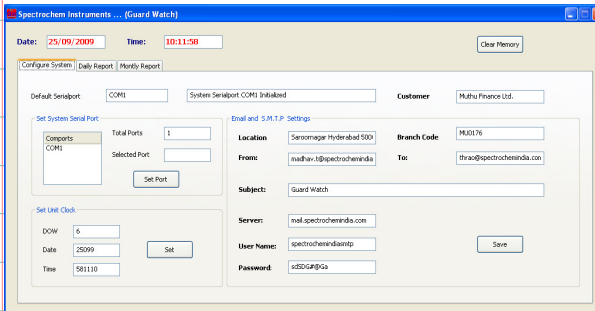 Spectrochem Instruments ... (Guard Watch)
Date: 25/09/2009 Time: 10:11:58 Clear Memory
Configure System Daily Report Montly Report
Default Serialport COM1 System Serialport COM1 Initialized Customer Muthu Finance Ltd.
Set System Serial Port
Comports
COM1
Total Ports 1
Selected Port
Set Port
Set Unit Clock
DOW 6
Date 25099
Time 581110
Set
Email and S.M.T.P Settings
Location Saroornagar Hyderabad 500 Branch Code MU0176
From: madhav.t@spectrochemindia To: thrao@spectrochemindia.con
Subject: Guard Watch
Server: mail.spectrochemindia.com
User Name: spectrochemindiasmtp
Password: sdSDG#@Ga
Save